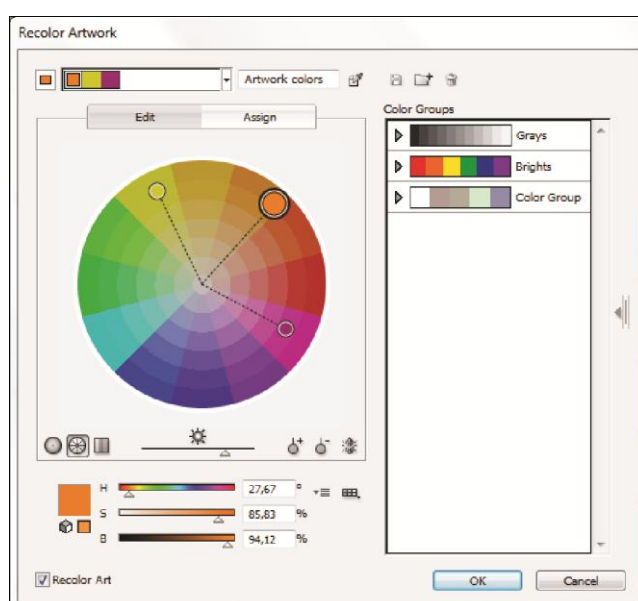 Recolor Artwork
Artwork colors
Edit Assign
Color Groups
Grays
Brights
Color Group
H 27,67 °
S 85,83 %
B 94,12 %
Recolor Art
OK Cancel